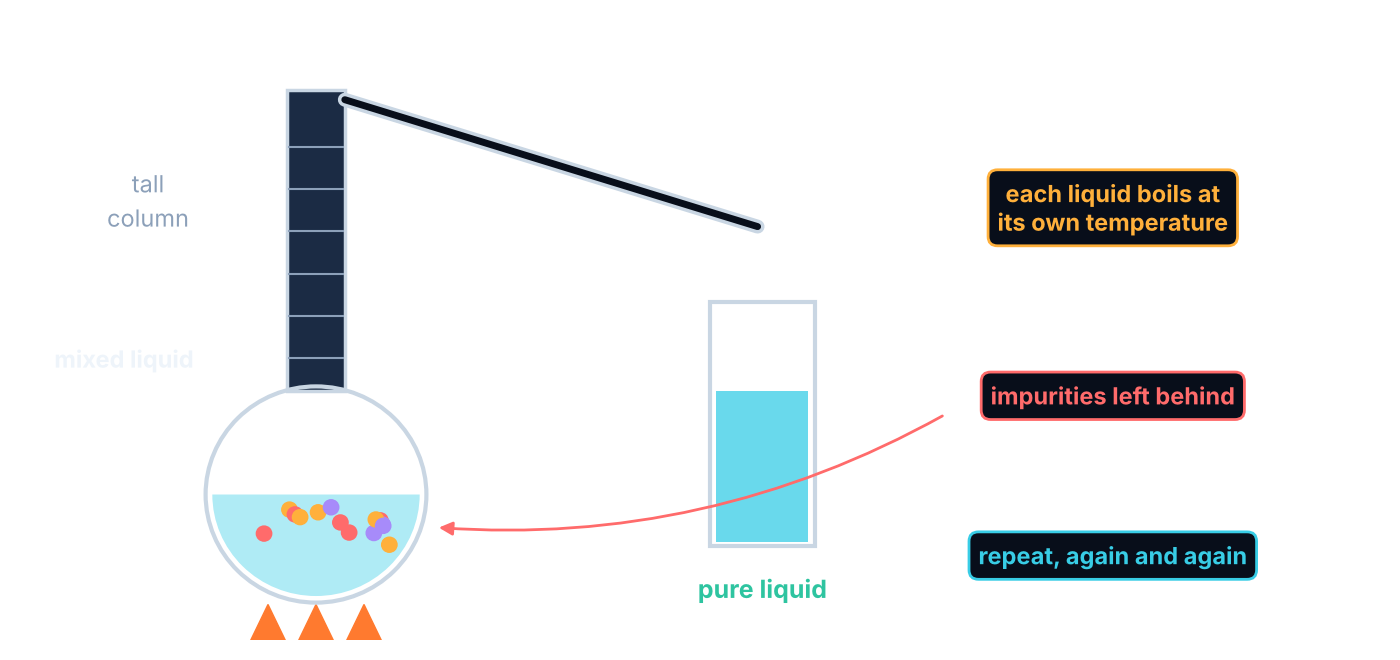 tall
column
each liquid boils at
its own temperature
mixed liquid
impurities left behind
repeat, again and again
pure liquid